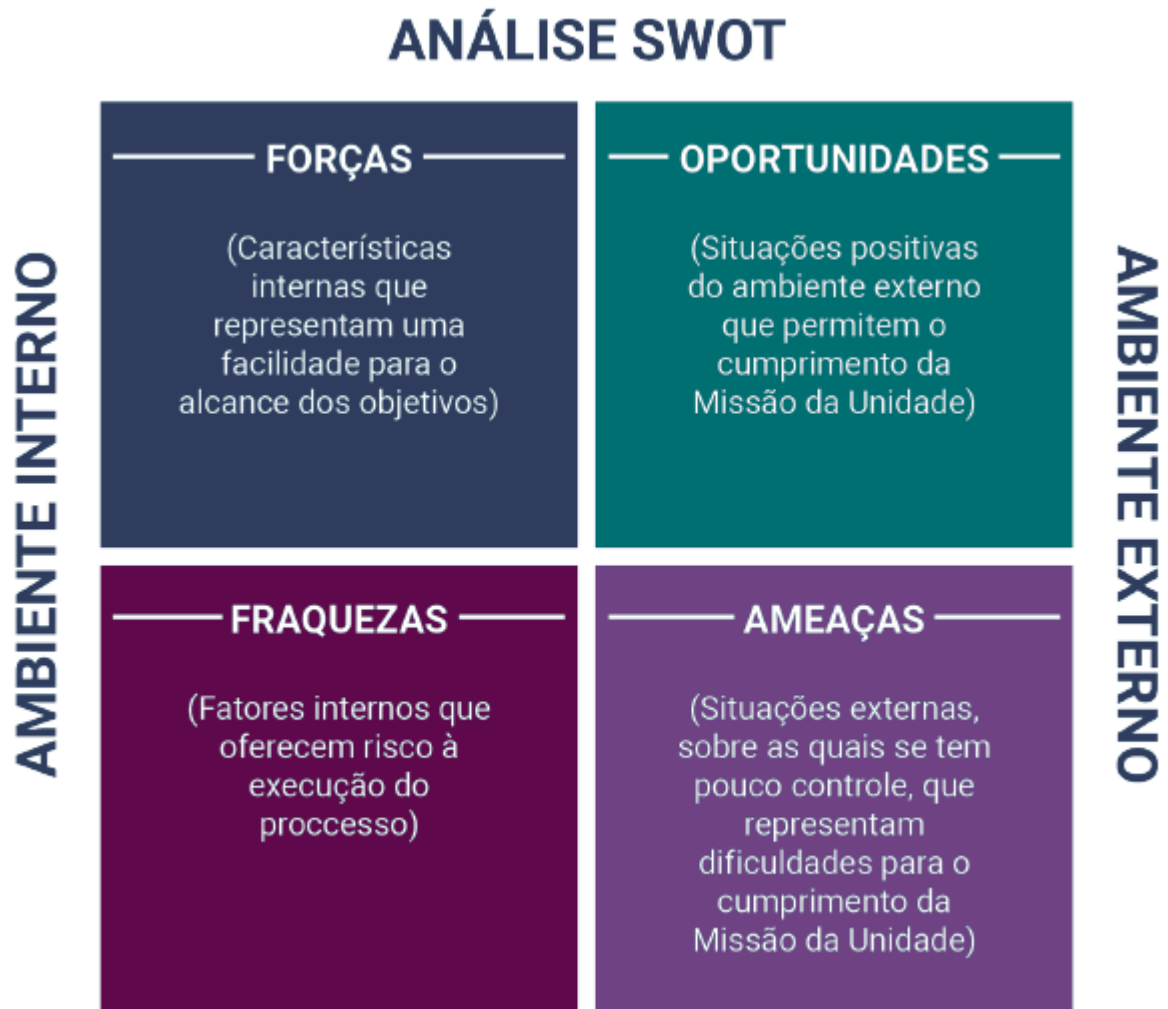 ANÁLISE SWOT
AMBIENTE INTERNO
FORÇAS
(Características
internas que
representam uma
facilidade para o
alcance dos objetivos)
OPORTUNIDADES
(Situações positivas
do ambiente externo
que permitem o
cumprimento da
Missão da Unidade)
FRAQUEZAS
(Fatores internos que
oferecem risco à
execução do
proccesso)
AMEAÇAS
(Situações externas,
sobre as quais se tem
pouco controle, que
representam
dificuldades para o
cumprimento da
Missão da Unidade)
AMBIENTE EXTERNO